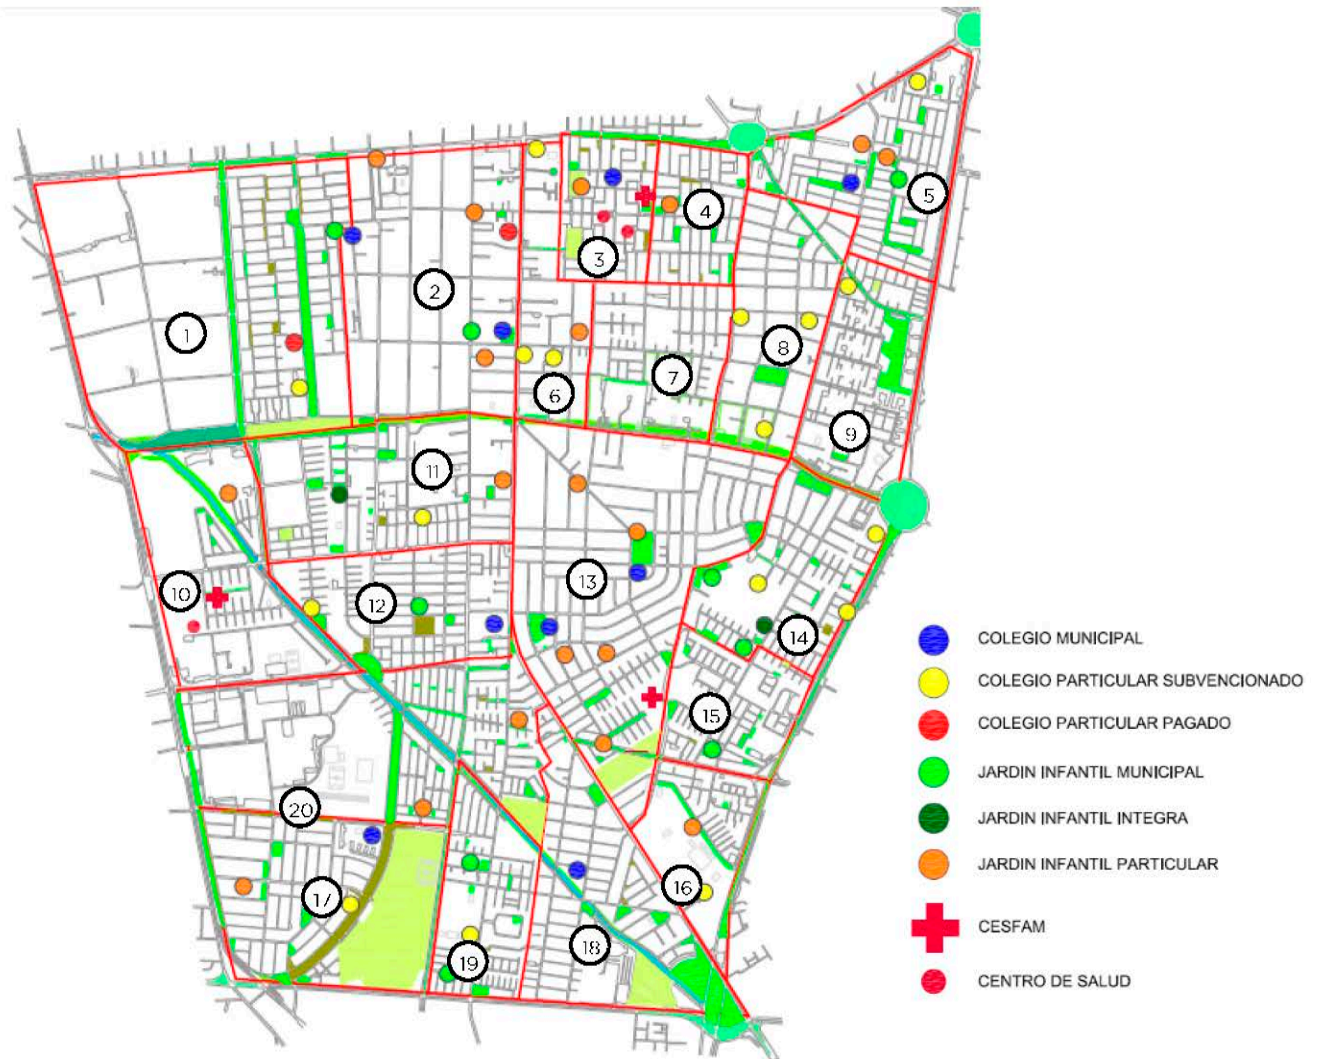 5
4
3
2
1
8
7
6
9
11
10
12
13
14
15
20
17
16
18
19
COLEGIO MUNICIPAL
COLEGIO PARTICULAR SUBVENCIONADO
COLEGIO PARTICULAR PAGADO
JARDIN INFANTIL MUNICIPAL
JARDIN INFANTIL INTEGRA
JARDIN INFANTIL PARTICULAR
CESFAM
CENTRO DE SALUD